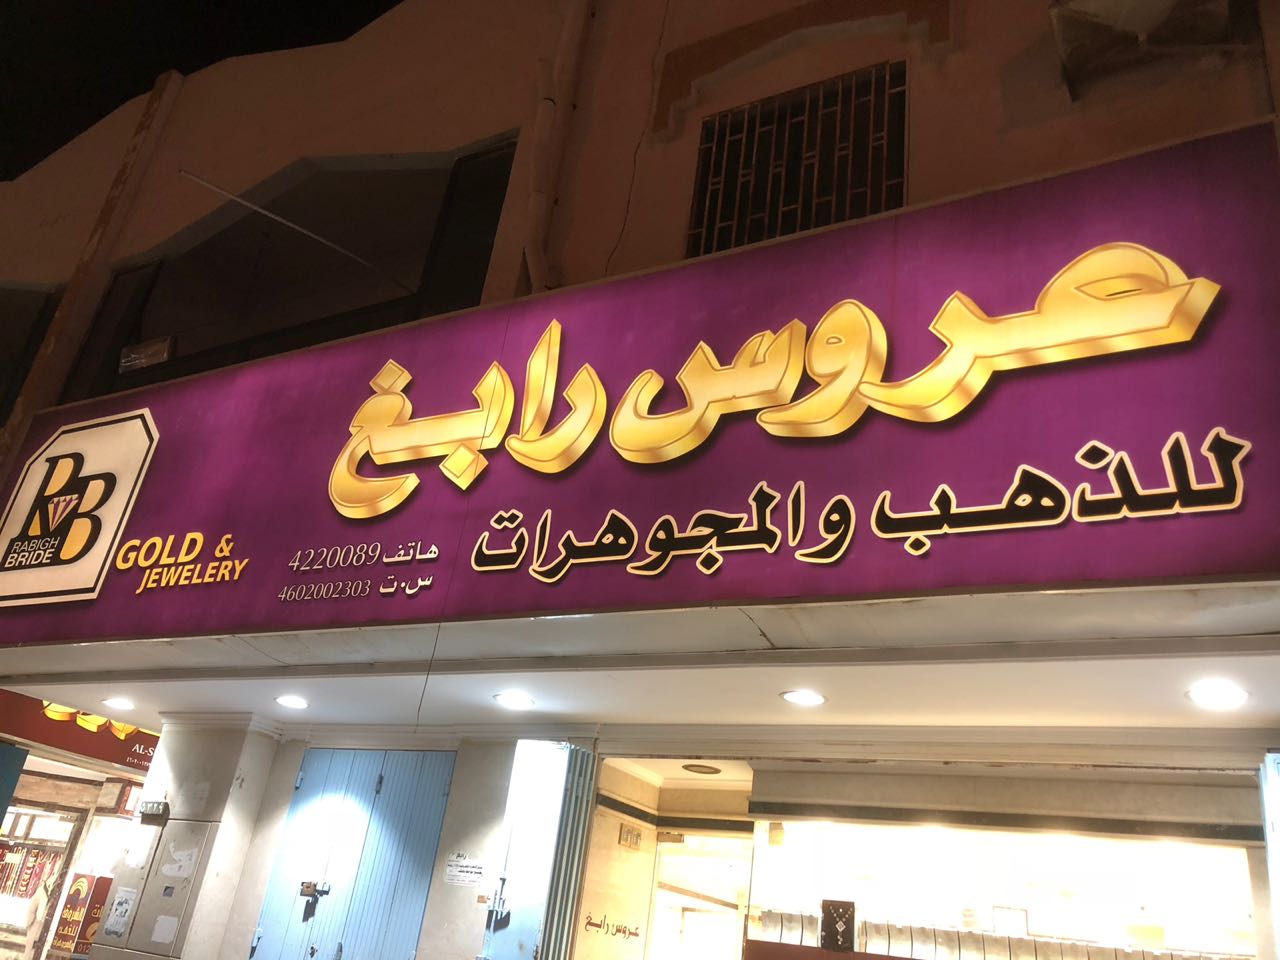 عروس رابغ
للذهب والمجوهرات
هاتف 4220089
س.ت 4602002303
RB
RABIGH
BRIDE
GOLD &
JEWELERY
عروس رابغ